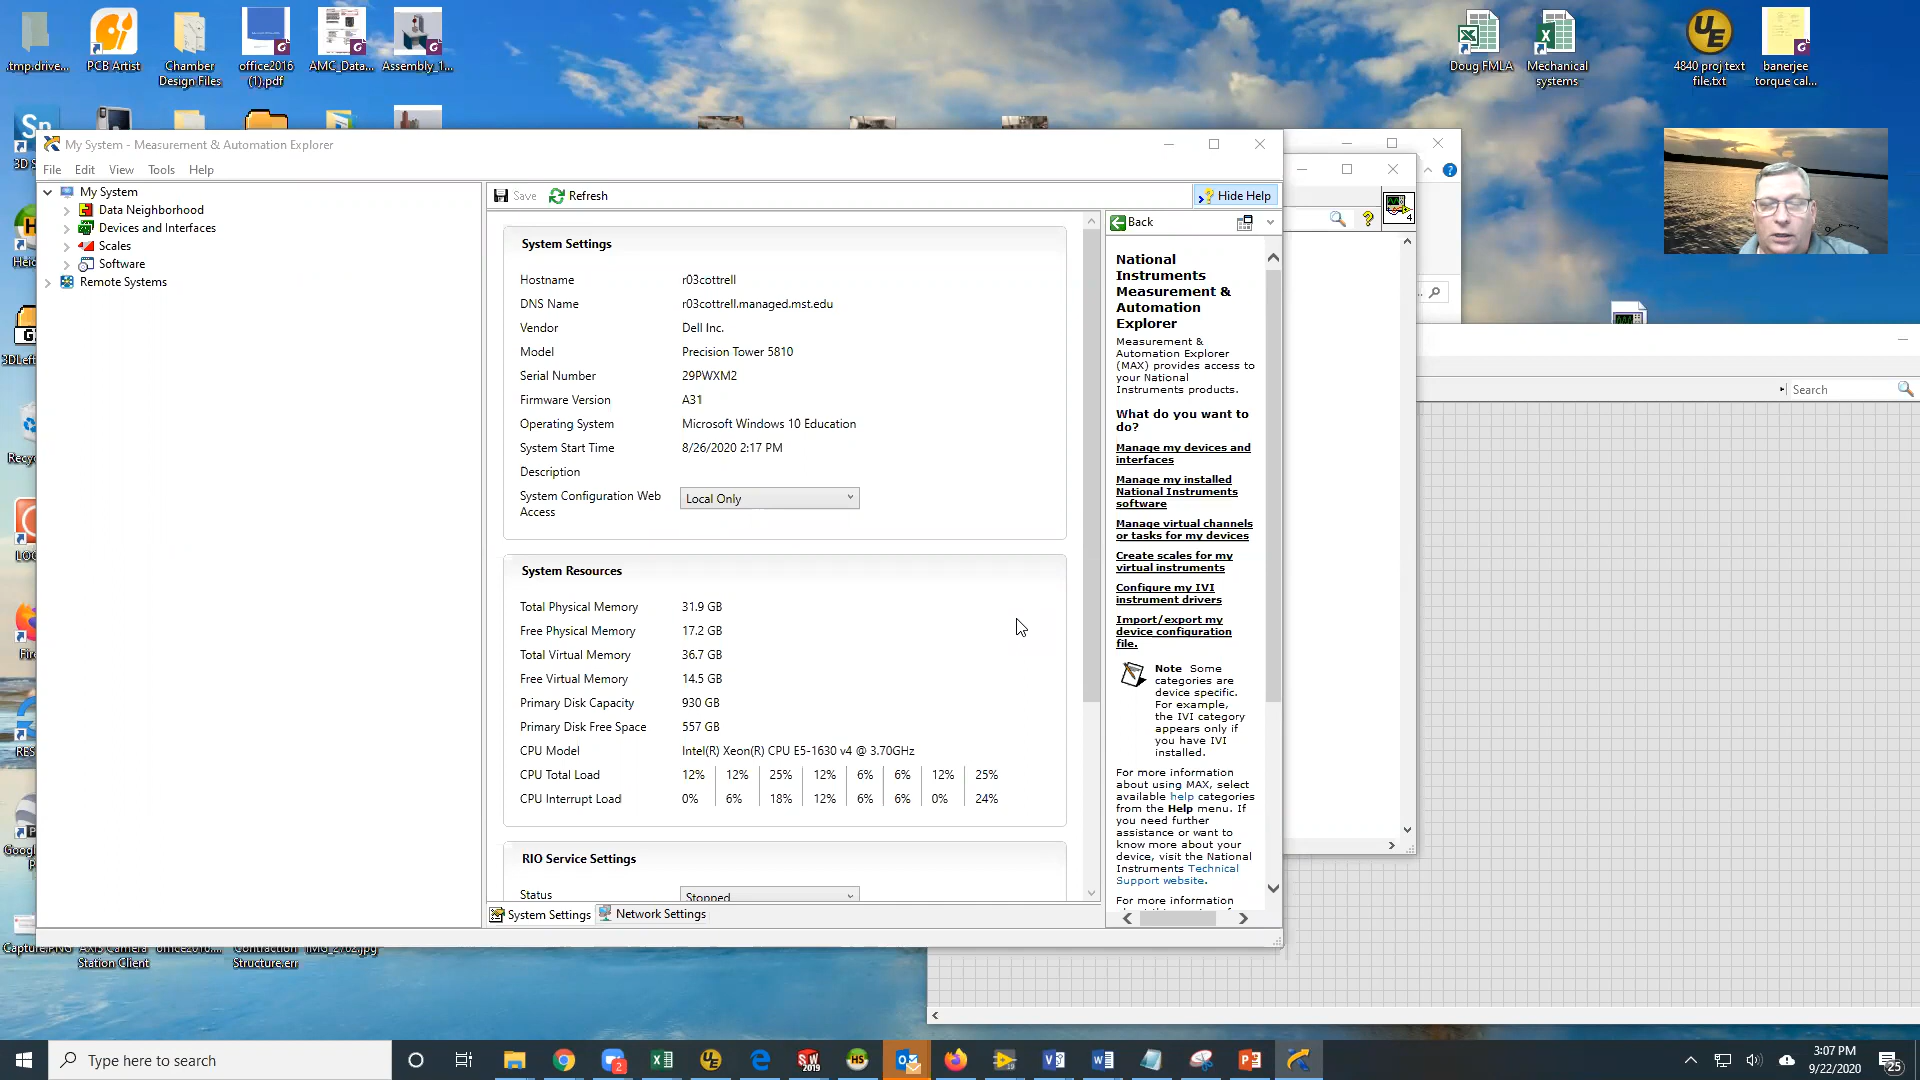 .tmp.drive...
PCB Artist
Chamber
Design Files
office2016
(1).pdf
AMC_Data...
Assembly_1...
Doug FMLA
Mechanical
systems
4840 proj text
file.txt
banerjee
torque cal...
My System - Measurement & Automation Explorer
File Edit View Tools Help
My System
Data Neighborhood
Devices and Interfaces
Scales
Software
Remote Systems
Save Refresh
Hide Help
Back
System Settings
Hostname r03cottrell
DNS Name r03cottrell.managed.mst.edu
Vendor Dell Inc.
Model Precision Tower 5810
Serial Number 29PWXM2
Firmware Version A31
Operating System Microsoft Windows 10 Education
System Start Time 8/26/2020 2:17 PM
Description
System Configuration Web
Access
Local Only
System Resources
Total Physical Memory 31.9 GB
Free Physical Memory 17.2 GB
Total Virtual Memory 36.7 GB
Free Virtual Memory 14.5 GB
Primary Disk Capacity 930 GB
Primary Disk Free Space 557 GB
CPU Model Intel(R) Xeon(R) CPU E5-1630 v4 @ 3.70GHz
CPU Total Load 12% 12% 25% 12% 6% 6% 12% 25%
CPU Interrupt Load 0% 6% 18% 12% 6% 6% 0% 24%
RIO Service Settings
Status Stopped
System Settings Network Settings
National
Instruments
Measurement &
Automation
Explorer
Measurement &
Automation Explorer
(MAX) provides access to
your National
Instruments products.
What do you want to
do?
Manage my devices and
interfaces
Manage my installed
National Instruments
software
Manage virtual channels
or tasks for my devices
Create scales for my
virtual instruments
Configure my IVI
instrument drivers
Import/export my
device configuration
file.
Note Some
categories are
device specific.
For example,
the IVI category
appears only if
you have IVI
installed.
For more information
about using MAX, select
available help categories
from the Help menu. If
you need further
assistance or want to
know more about your
device, visit the National
Instruments Technical
Support website.
For more information
Search
Station Client
Structure.err
Type here to search
3:07 PM
9/22/2020
25